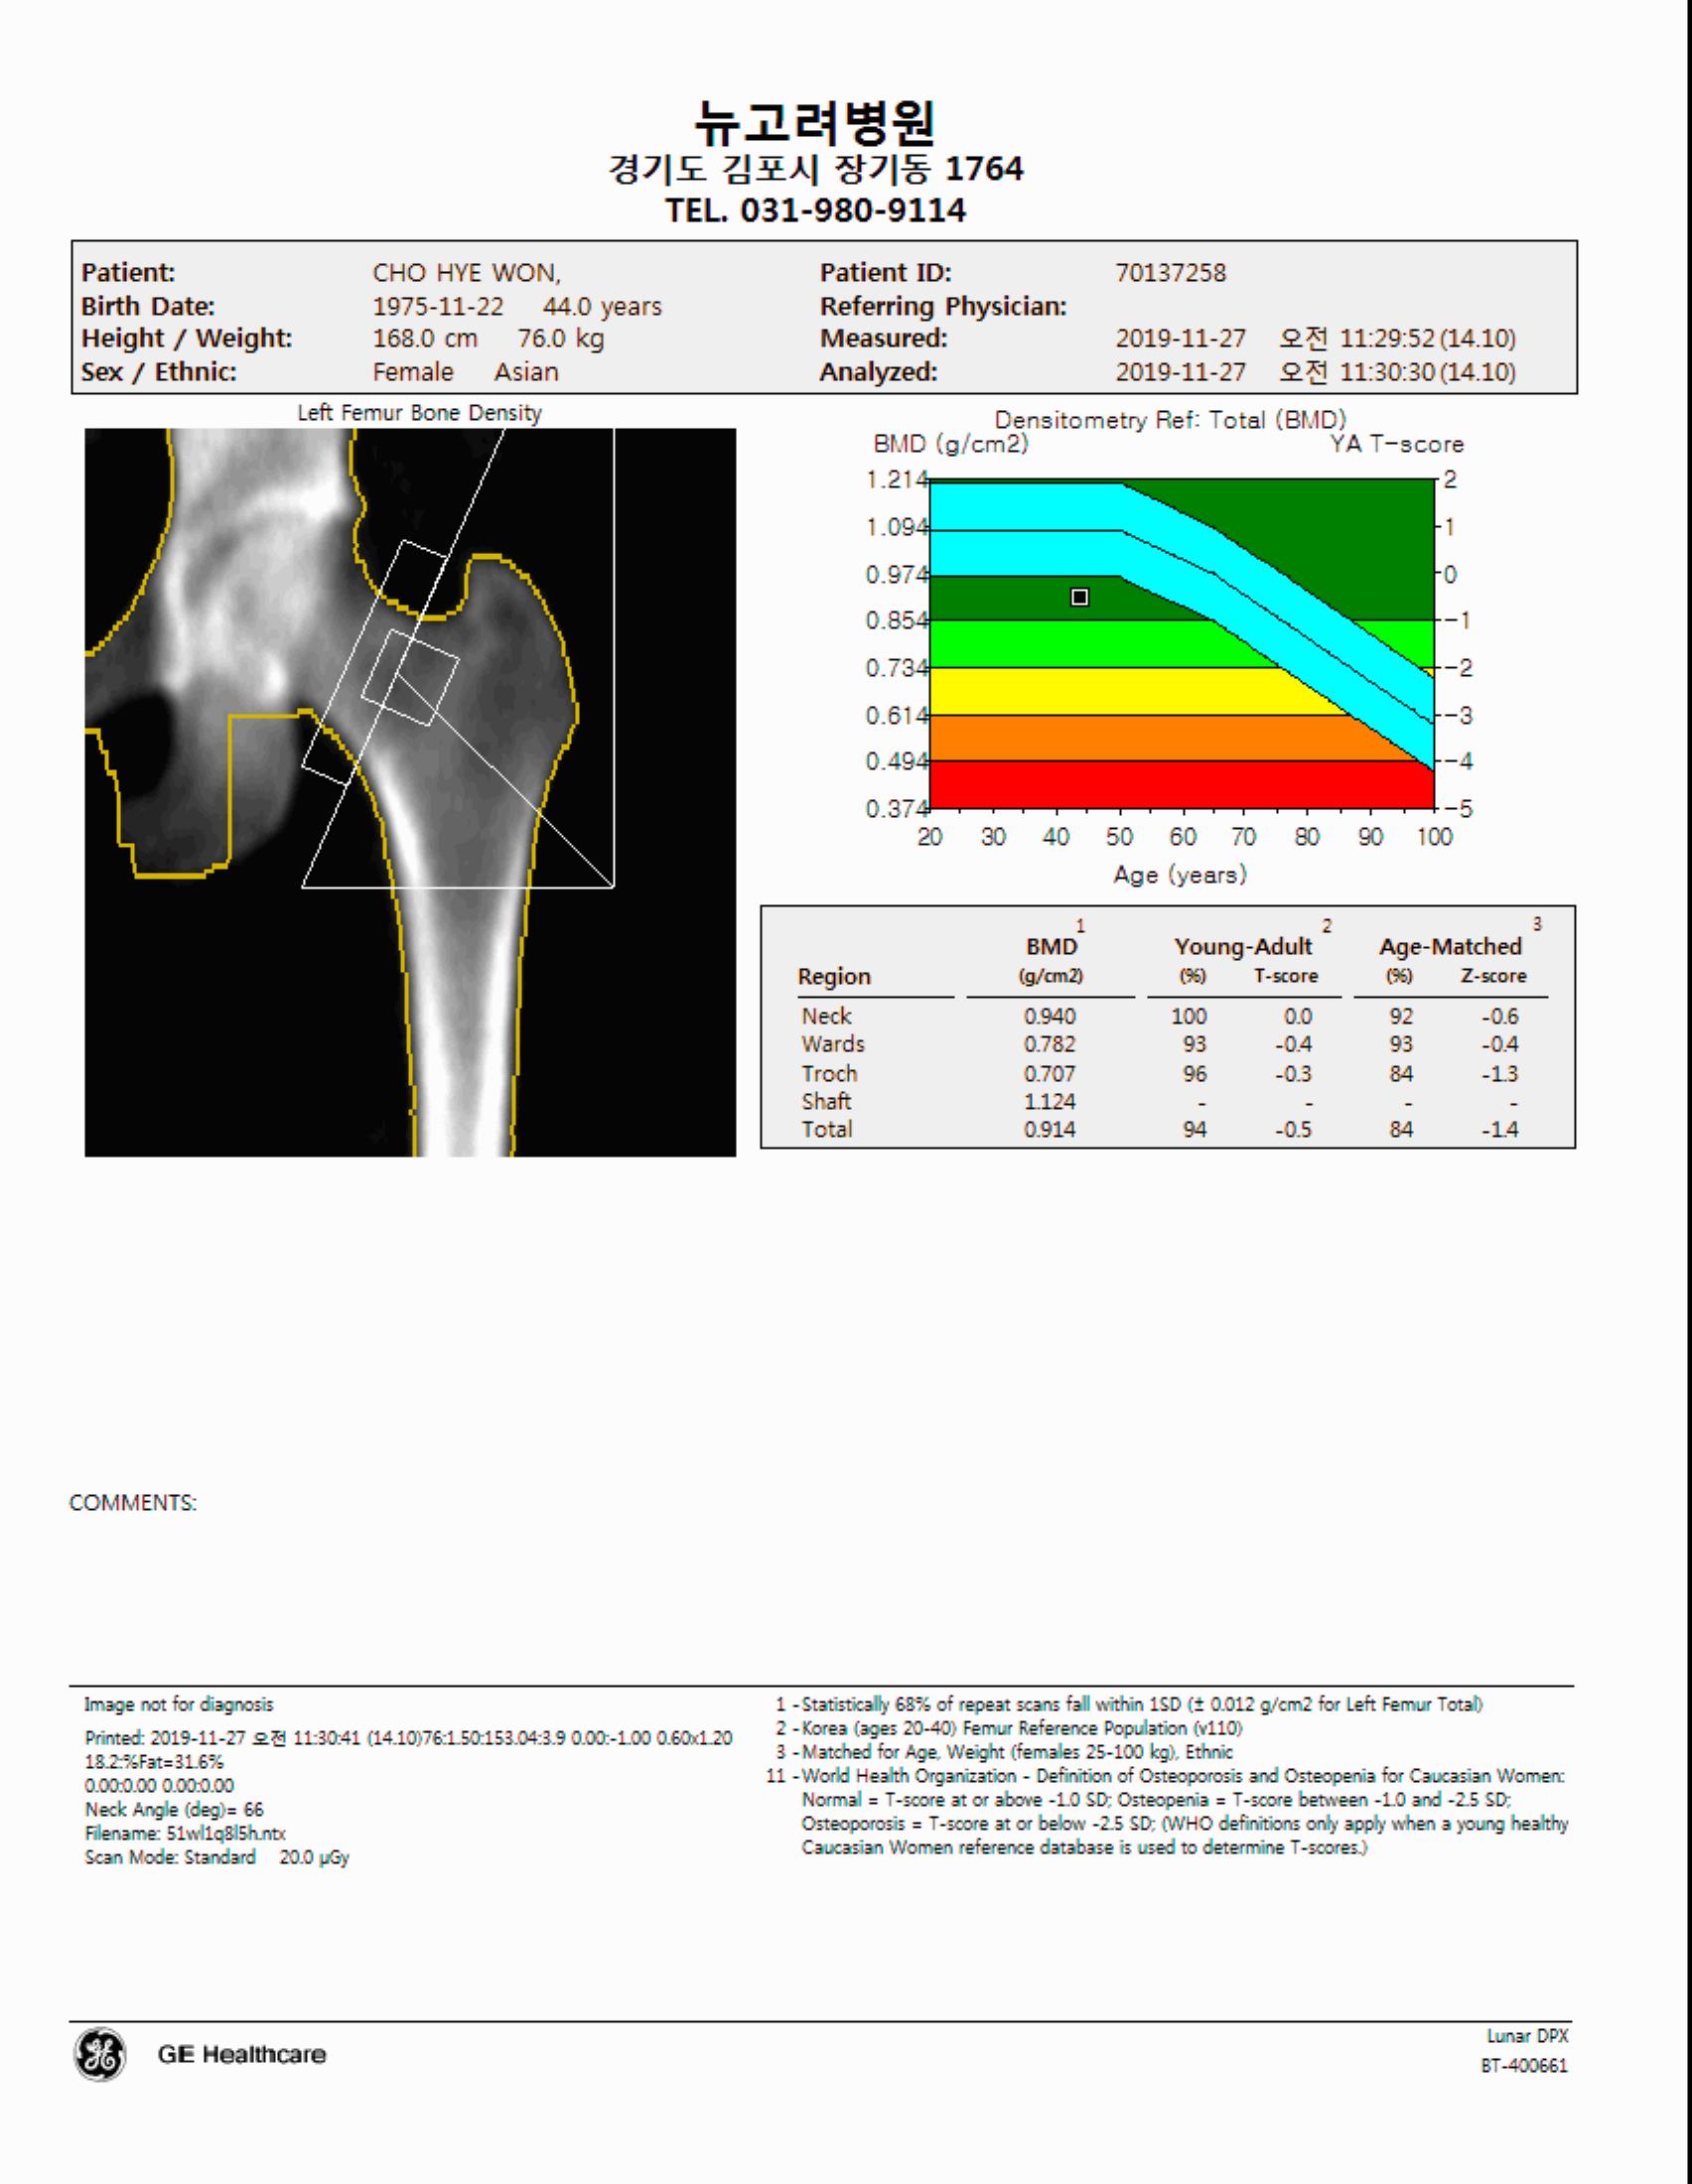 뉴고려병원
경기도 김포시 장기동 1764
TEL. 031-980-9114
Patient: CHO HYE WON, Patient ID: 70137258
Birth Date: 1975-11-22 44.0 years Referring Physician:
Height / Weight: 168.0 cm 76.0 kg Measured: 2019-11-27 오전 11:29:52 (14.10)
Sex / Ethnic: Female Asian Analyzed: 2019-11-27 오전 11:30:30 (14.10)
Left Femur Bone Density
Densitometry Ref: Total (BMD)
BMD (g/cm2) YA T-score
1.214 2
1.094 1
0.974 0
0.854 -1
0.734 -2
0.614 -3
0.494 -4
0.374 -5
20 30 40 50 60 70 80 90 100
Age (years)
1 2 3
BMD Young-Adult Age-Matched
Region (g/cm2) (%) T-score (%) Z-score
Neck 0.940 100 0.0 92 -0.6
Wards 0.782 93 -0.4 93 -0.4
Troch 0.707 96 -0.3 84 -1.3
Shaft 1.124 - - - -
Total 0.914 94 -0.5 84 -1.4
COMMENTS:
Image not for diagnosis
Printed: 2019-11-27 오전 11:30:41 (14.10)76:1.50:153.04:3.9 0.00:-1.00 0.60x1.20
18.2:%Fat=31.6%
0.00:0.00 0.00:0.00
Neck Angle (deg)= 66
Filename: 51wl1q8l5h.ntx
Scan Mode: Standard 20.0 µGy
1 -Statistically 68% of repeat scans fall within 1SD (± 0.012 g/cm2 for Left Femur Total)
2 -Korea (ages 20-40) Femur Reference Population (v110)
3 -Matched for Age, Weight (females 25-100 kg), Ethnic
11 -World Health Organization - Definition of Osteoporosis and Osteopenia for Caucasian Women:
Normal = T-score at or above -1.0 SD; Osteopenia = T-score between -1.0 and -2.5 SD;
Osteoporosis = T-score at or below -2.5 SD; (WHO definitions only apply when a young healthy
Caucasian Women reference database is used to determine T-scores.)
GE Healthcare
Lunar DPX
BT-400661